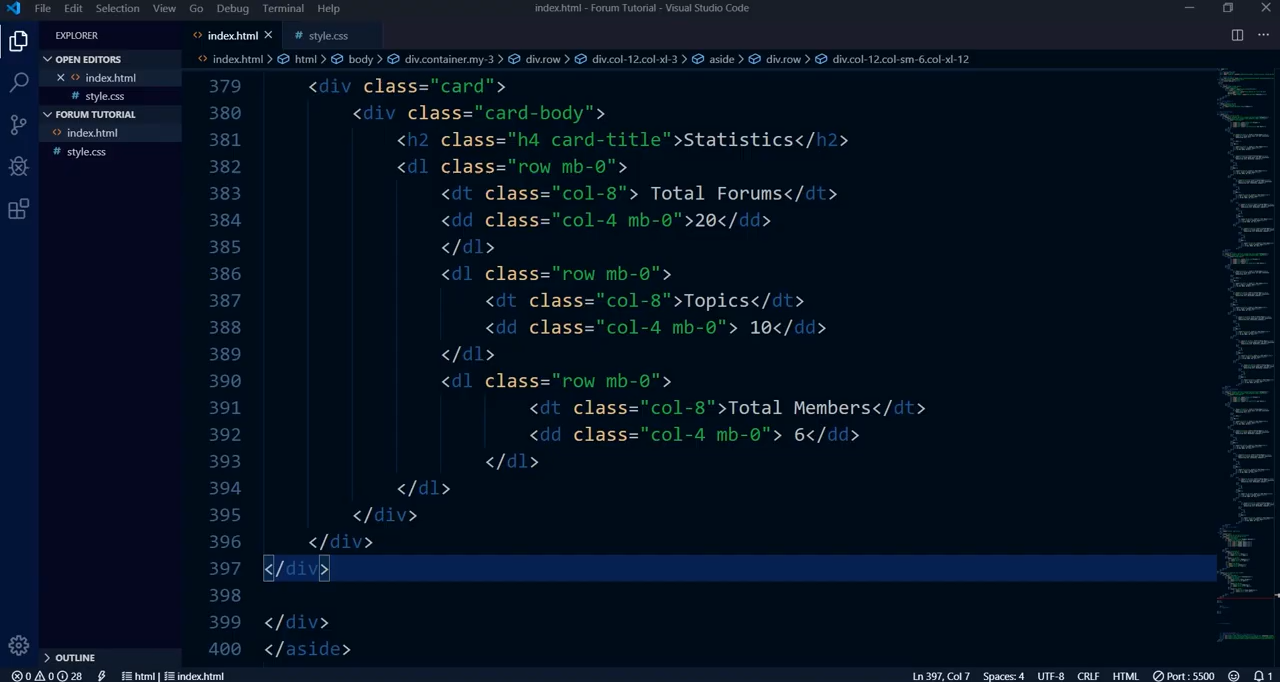 File Edit Selection View Go Debug Terminal Help index.html - Forum Tutorial - Visual Studio Code
EXPLORER
OPEN EDITORS
index.html
style.css
FORUM TUTORIAL
index.html
style.css
OUTLINE
index.html style.css
index.html html body div.container.my-3 div.row div.col-12.col-xl-3 aside div.row div.col-12.col-sm-6.col-xl-12
379 <div class="card">
380 <div class="card-body">
381 <h2 class="h4 card-title">Statistics</h2>
382 <dl class="row mb-0">
383 <dt class="col-8"> Total Forums</dt>
384 <dd class="col-4 mb-0">20</dd>
385 </dl>
386 <dl class="row mb-0">
387 <dt class="col-8">Topics</dt>
388 <dd class="col-4 mb-0"> 10</dd>
389 </dl>
390 <dl class="row mb-0">
391 <dt class="col-8">Total Members</dt>
392 <dd class="col-4 mb-0"> 6</dd>
393 </dl>
394 </dl>
395 </div>
396 </div>
397 </div>
398
399 </div>
400 </aside>
0 0 28 html | index.html Ln 397, Col 7 Spaces: 4 UTF-8 CRLF HTML Port : 5500 1